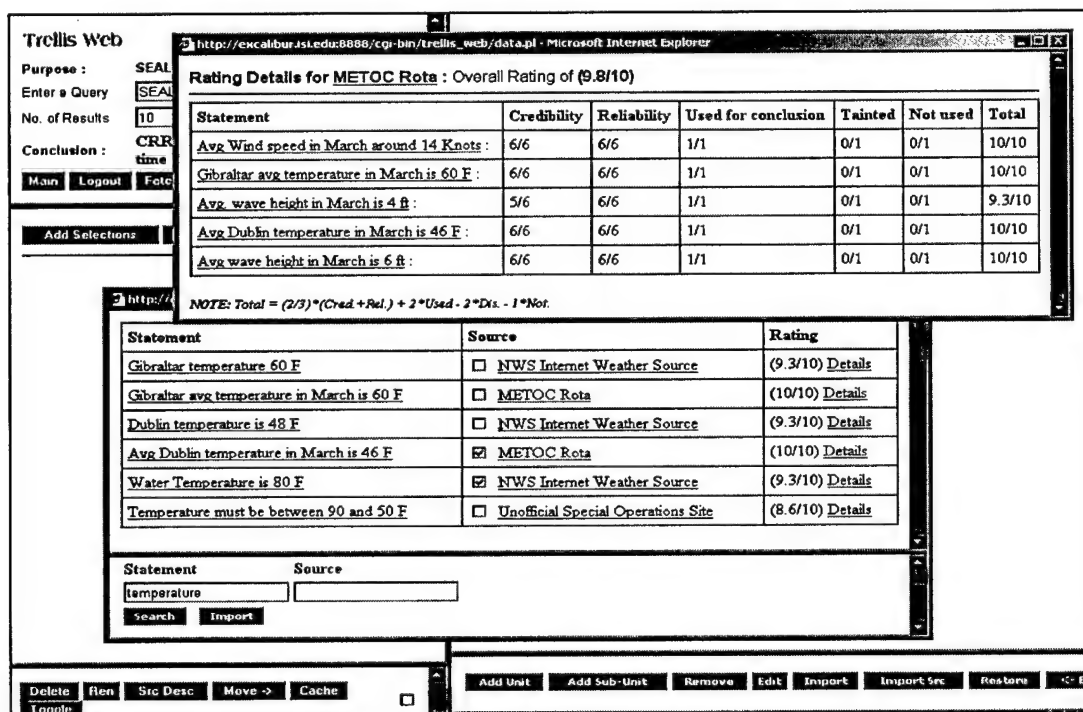 Trellis Web
Purpose : SEAL
Enter a Query SEAL
No. of Results 10
Conclusion : CRR
time
Main Logout Fetc
Add Selections
http://excalibur.isi.edu:8888/cgi-bin/trellis_web/data.pl - Microsoft Internet Explorer
Rating Details for METOC Rota : Overall Rating of (9.8/10)
Statement Credibility Reliability Used for conclusion Tainted Not used Total
Avg Wind speed in March around 14 Knots : 6/6 6/6 1/1 0/1 0/1 10/10
Gibraltar avg temperature in March is 60 F : 6/6 6/6 1/1 0/1 0/1 10/10
Avg. wave height in March is 4 ft : 5/6 6/6 1/1 0/1 0/1 9.3/10
Avg Dublin temperature in March is 46 F : 6/6 6/6 1/1 0/1 0/1 10/10
Avg wave height in March is 6 ft : 6/6 6/6 1/1 0/1 0/1 10/10
NOTE: Total = (2/3)*(Cred.+Rel.) + 2*Used - 2*Dis. - 1*Not.
http://
Statement Source Rating
Gibraltar temperature 60 F NWS Internet Weather Source (9.3/10) Details
Gibraltar avg temperature in March is 60 F METOC Rota (10/10) Details
Dublin temperature is 48 F NWS Internet Weather Source (9.3/10) Details
Avg Dublin temperature in March is 46 F METOC Rota (10/10) Details
Water Temperature is 80 F NWS Internet Weather Source (9.3/10) Details
Temperature must be between 90 and 50 F Unofficial Special Operations Site (8.6/10) Details
Statement Source
temperature
Search Import
Delete Ren Src Desc Move -> Cache
Toggle
Add Unit Add Sub-Unit Remove Edit Import Import Src Restore <- E